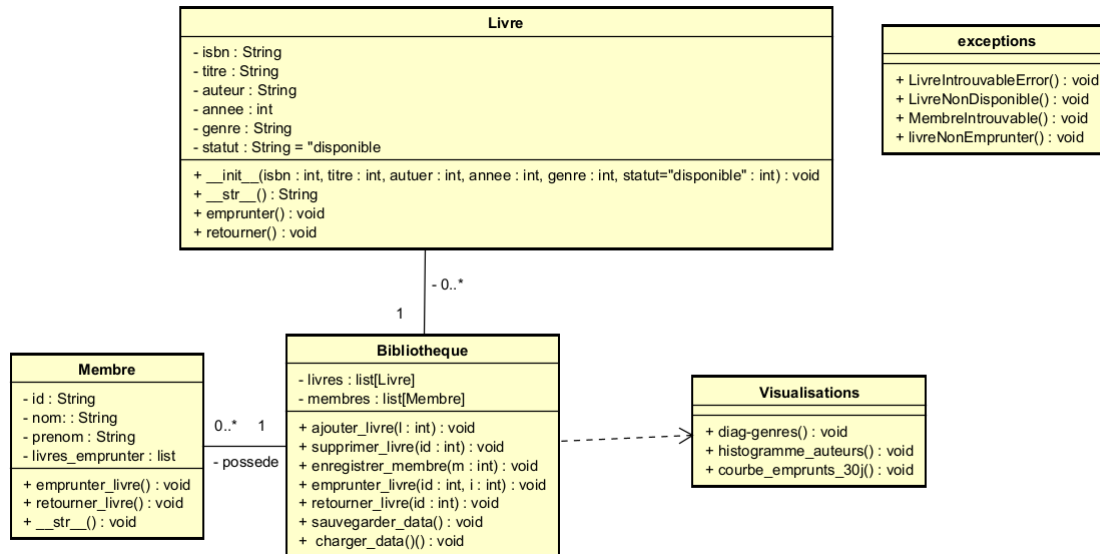 Livre
- isbn : String
- titre : String
- auteur : String
- annee : int
- genre : String
- statut : String = "disponible
+ __init__(isbn : int, titre : int, autuer : int, annee : int, genre : int, statut="disponible" : int) : void
+ __str__() : String
+ emprunter() : void
+ retourner() : void
exceptions
+ LivreIntrouvableError() : void
+ LivreNonDisponible() : void
+ MembreIntrouvable() : void
+ livreNonEmprunter() : void
- 0..*
1
Membre
- id : String
- nom: : String
- prenom : String
- livres_emprunter : list
+ emprunter_livre() : void
+ retourner_livre() : void
+ __str__() : void
0..* 1
- possede
Bibliotheque
- livres : list[Livre]
- membres : list[Membre]
+ ajouter_livre(l : int) : void
+ supprimer_livre(id : int) : void
+ enregistrer_membre(m : int) : void
+ emprunter_livre(id : int, i : int) : void
+ retourner_livre(id : int) : void
+ sauvegarder_data() : void
+ charger_data()() : void
Visualisations
+ diag-genres() : void
+ histogramme_auteurs() : void
+ courbe_emprunts_30j() : void